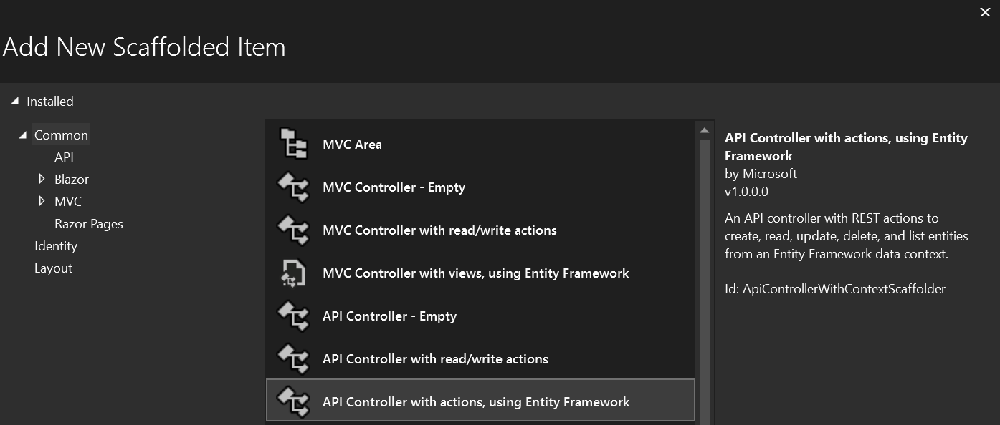 Add New Scaffolded Item
Installed
Common
API
Blazor
MVC
Razor Pages
Identity
Layout
MVC Area
MVC Controller - Empty
MVC Controller with read/write actions
MVC Controller with views, using Entity Framework
API Controller - Empty
API Controller with read/write actions
API Controller with actions, using Entity Framework
API Controller with actions, using Entity
Framework
by Microsoft
v1.0.0.0
An API controller with REST actions to
create, read, update, delete, and list entities
from an Entity Framework data context.
Id: ApiControllerWithContextScaffolder